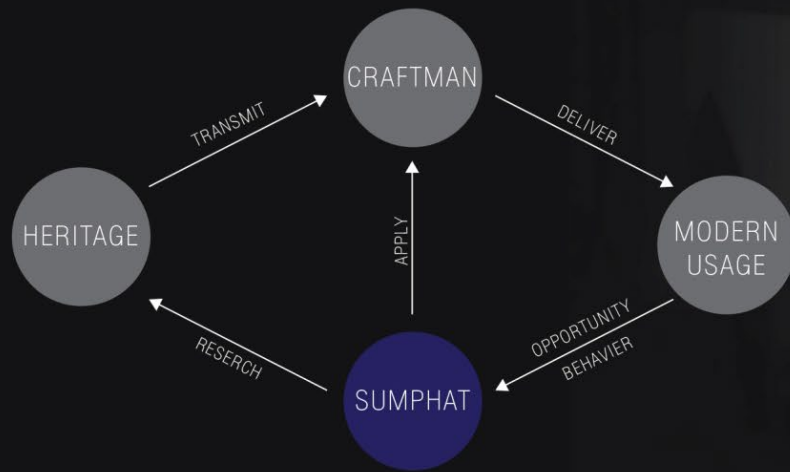 CRAFTMAN
TRANSMIT
DELIVER
HERITAGE
APPLY
MODERN
USAGE
RESERCH
OPPORTUNITY
BEHAVIER
SUMPHAT